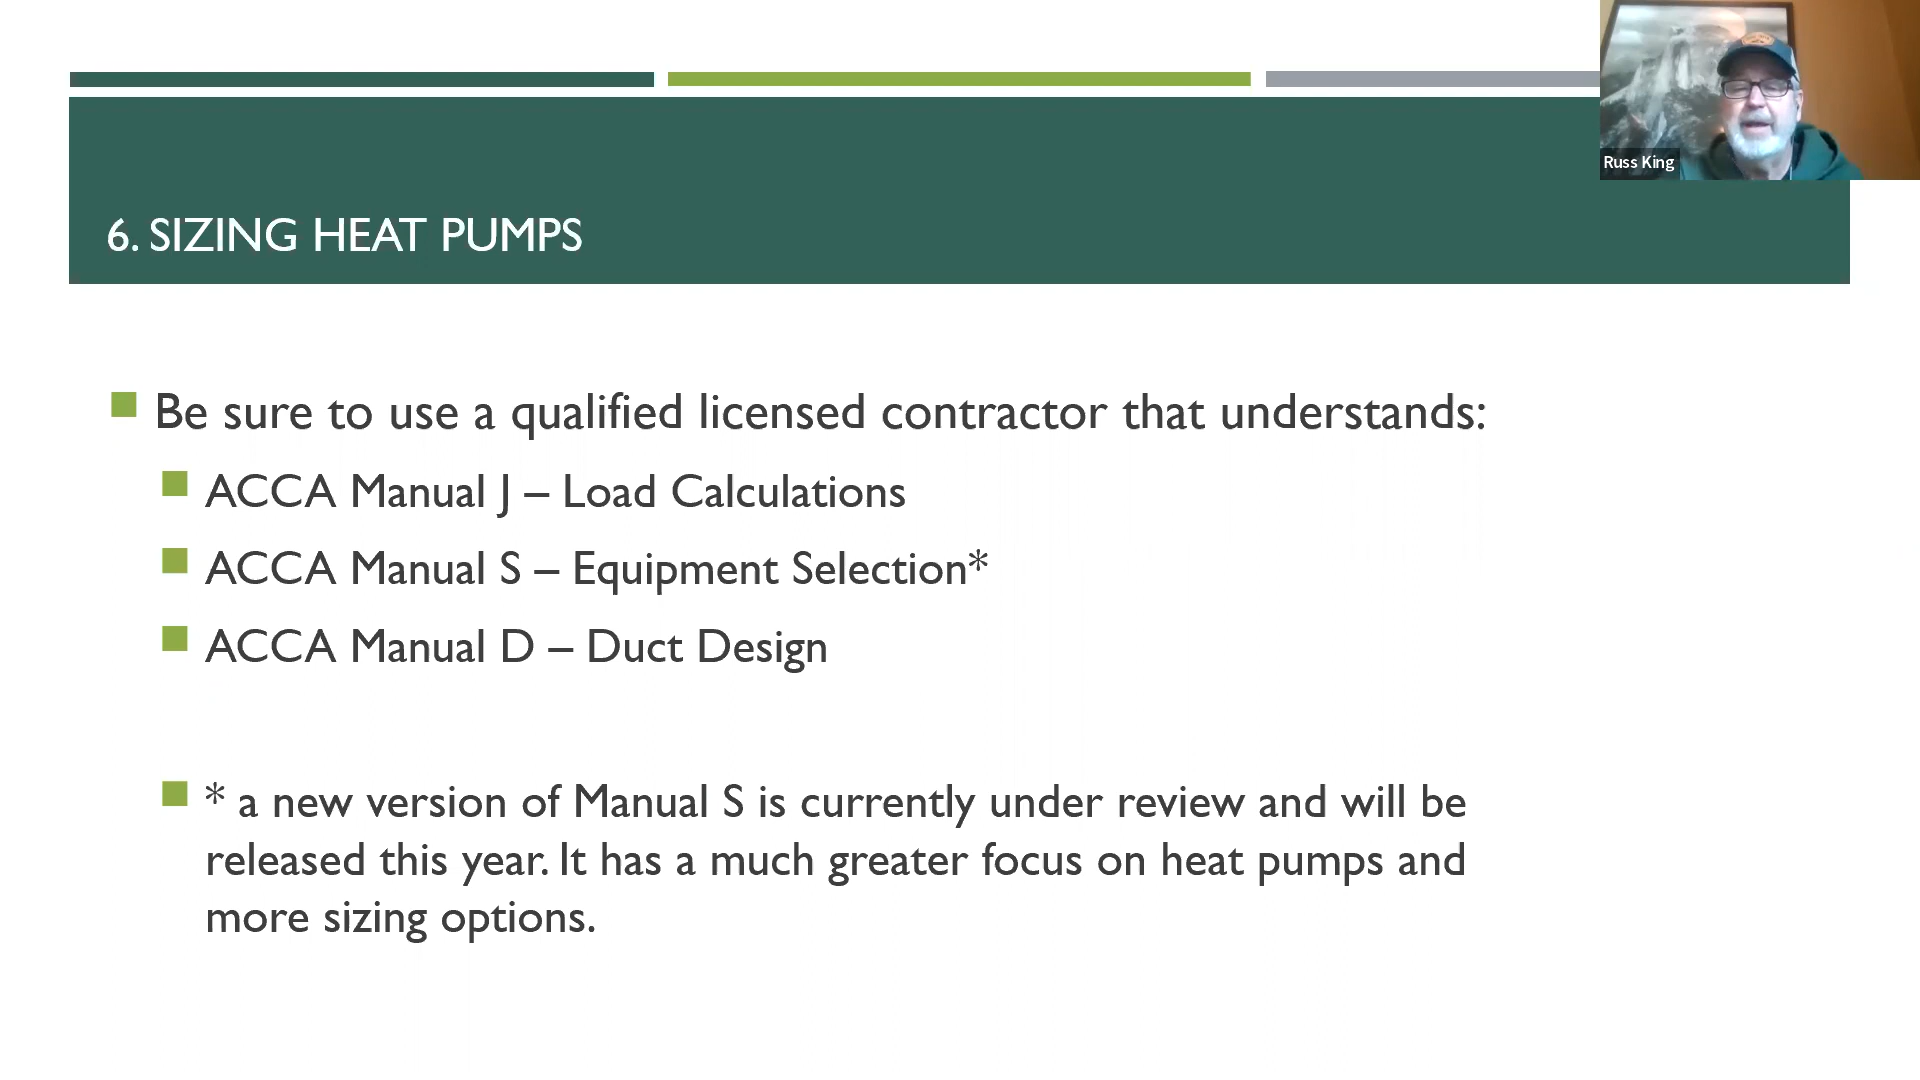 Russ King
6. SIZING HEAT PUMPS
Be sure to use a qualified licensed contractor that understands:
ACCA Manual J – Load Calculations
ACCA Manual S – Equipment Selection*
ACCA Manual D – Duct Design
* a new version of Manual S is currently under review and will be
released this year. It has a much greater focus on heat pumps and
more sizing options.